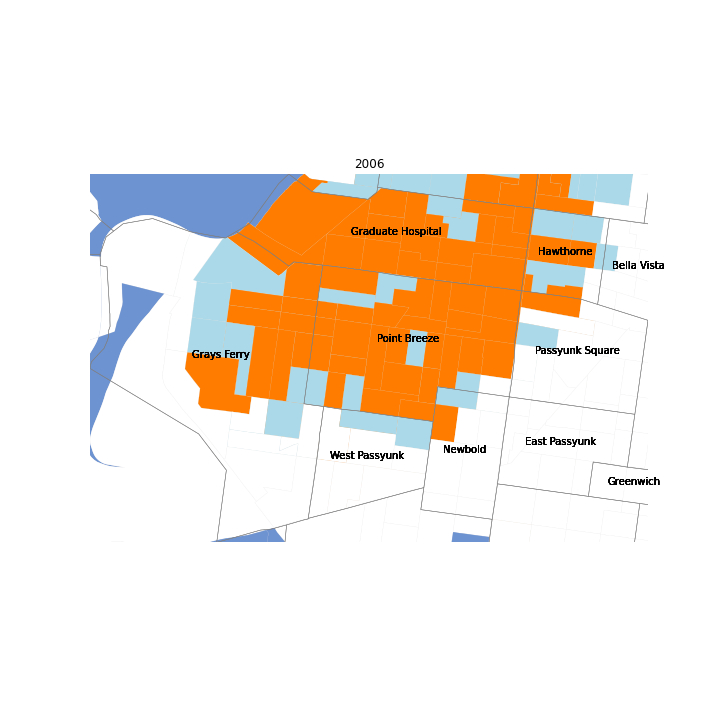 2006
Graduate Hospital
Hawthorne
Bella Vista
Point Breeze
Passyunk Square
Grays Ferry
East Passyunk
Newbold
West Passyunk
Greenwich